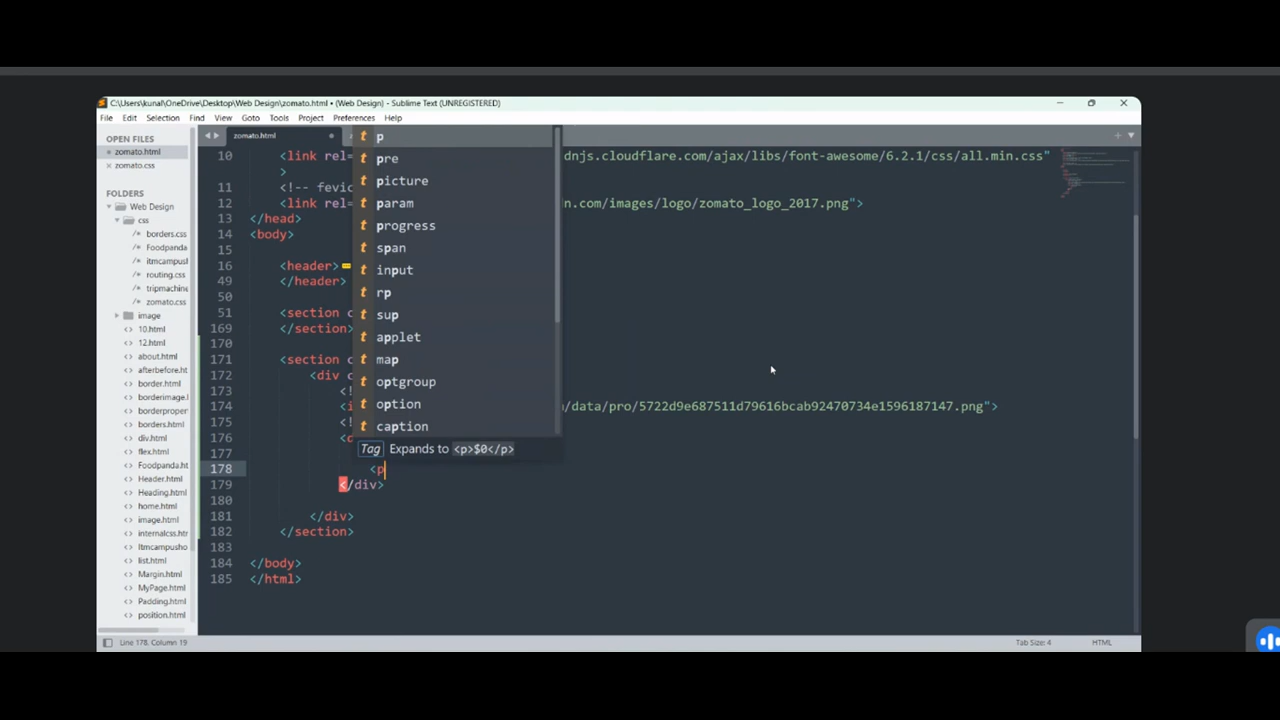 C:\Users\kunal\OneDrive\Desktop\Web Design\zomato.html • (Web Design) - Sublime Text (UNREGISTERED)
File Edit Selection Find View Goto Tools Project Preferences Help
OPEN FILES
zomato.html
zomato.css
FOLDERS
Web Design
css
/* borders.css
/* Foodpanda
/* itmcampusl
/* routing.css
/* tripmachine
/* zomato.css
image
<> 10.html
<> 12.html
<> about.html
<> afterbefore.ht
<> border.html
<> borderimage.l
<> borderproper
<> borders.html
<> div.html
<> flex.html
<> Foodpanda.ht
<> Header.html
<> Heading.html
<> home.html
<> image.html
<> internalcss.htr
<> Itmcampusho
<> list.html
<> Margin.html
<> MyPage.html
<> Padding.html
<> position.html
zomato.html
10 <link rel= dnjs.cloudflare.com/ajax/libs/font-awesome/6.2.1/css/all.min.css"
>
11 <!-- fevic
12 <link rel= n.com/images/logo/zomato_logo_2017.png">
13 </head>
14 <body>
15
16 <header>
49 </header>
50
51 <section c
169 </section>
170
171 <section c
172 <div c
173 <!
174 <i /data/pro/5722d9e687511d79616bcab92470734e1596187147.png">
175 <!
176 <d
177
178 <p
179 </div>
180
181 </div>
182 </section>
183
184 </body>
185 </html>
t p
t pre
t picture
t param
t progress
t span
t input
t rp
t sup
t applet
t map
t optgroup
t option
t caption
Tag Expands to <p>$0</p>
Line 178, Column 19
Tab Size: 4
HTML